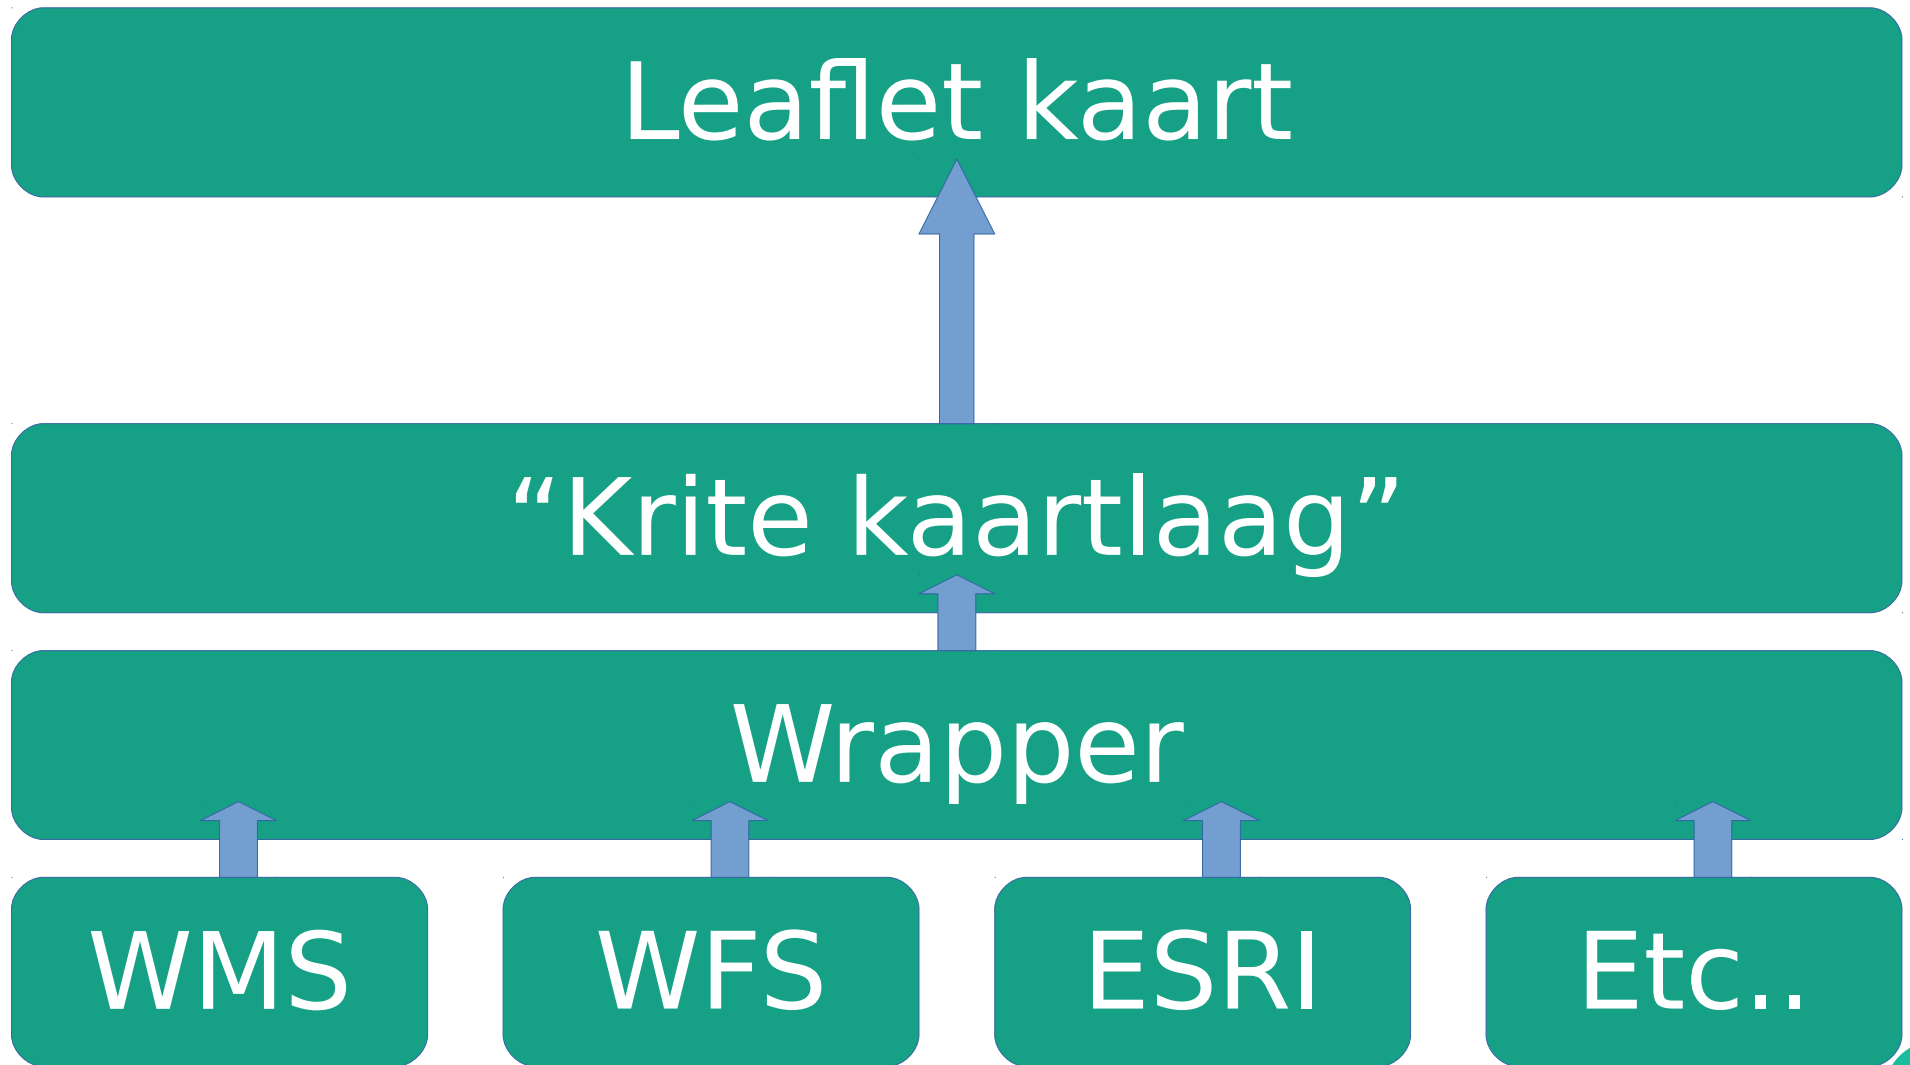 Leaflet kaart
“Krite kaartlaag”
Wrapper
WMS
WFS
ESRI
Etc..